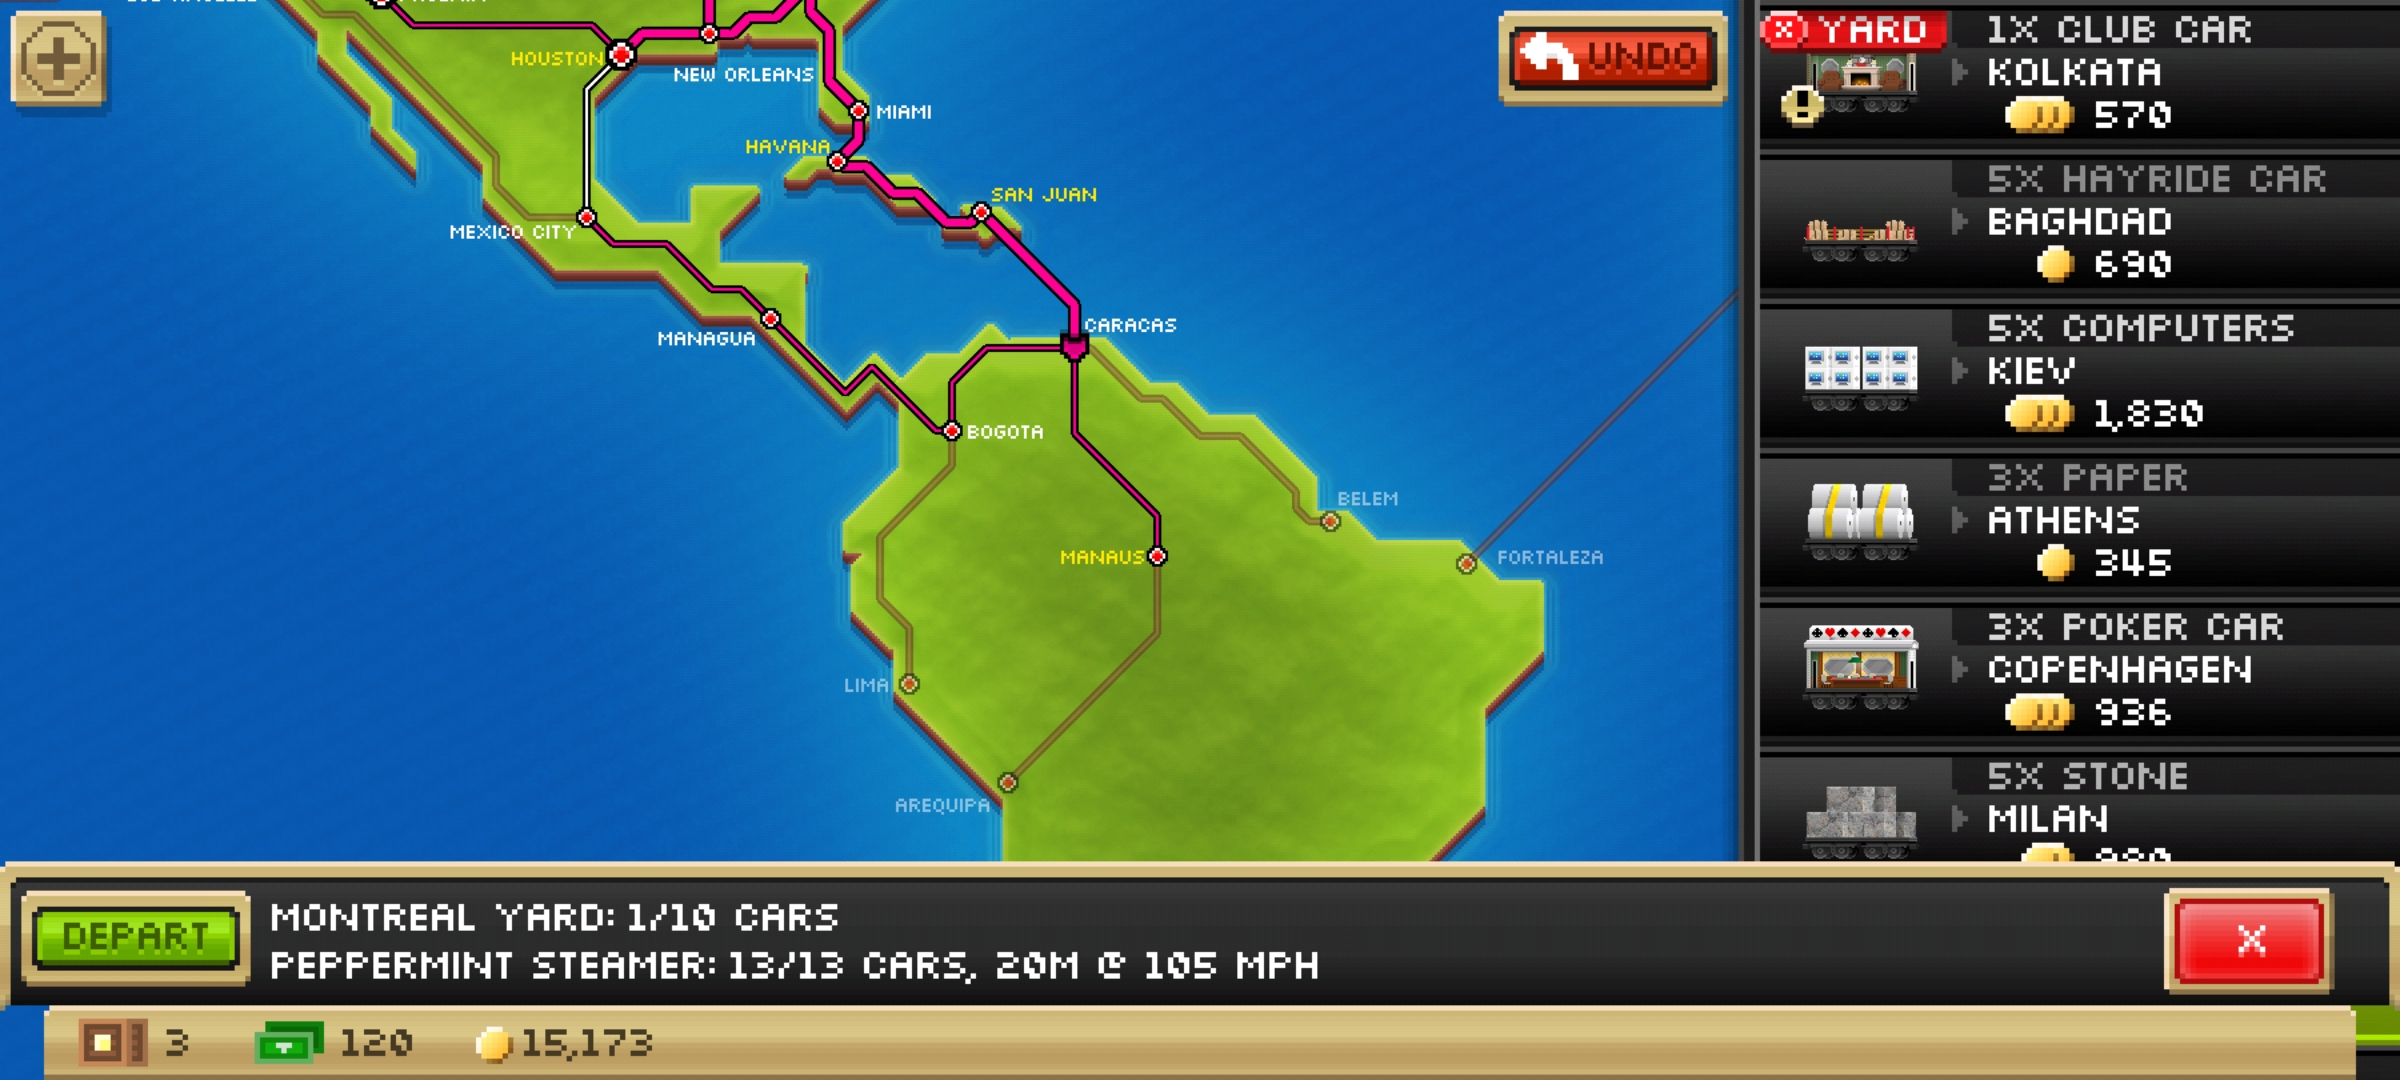 HOUSTON
NEW ORLEANS
MIAMI
HAVANA
SAN JUAN
MEXICO CITY
MANAGUA
CARACAS
BOGOTA
BELEM
MANAUS
FORTALEZA
LIMA
AREQUIPA
UNDO
YARD
1X CLUB CAR
KOLKATA
570
5X HAYRIDE CAR
BAGHDAD
690
5X COMPUTERS
KIEV
1,830
3X PAPER
ATHENS
345
3X POKER CAR
COPENHAGEN
936
5X STONE
MILAN
DEPART
MONTREAL YARD: 1/10 CARS
PEPPERMINT STEAMER: 13/13 CARS, 20M @ 105 MPH
X
3
120
15,173